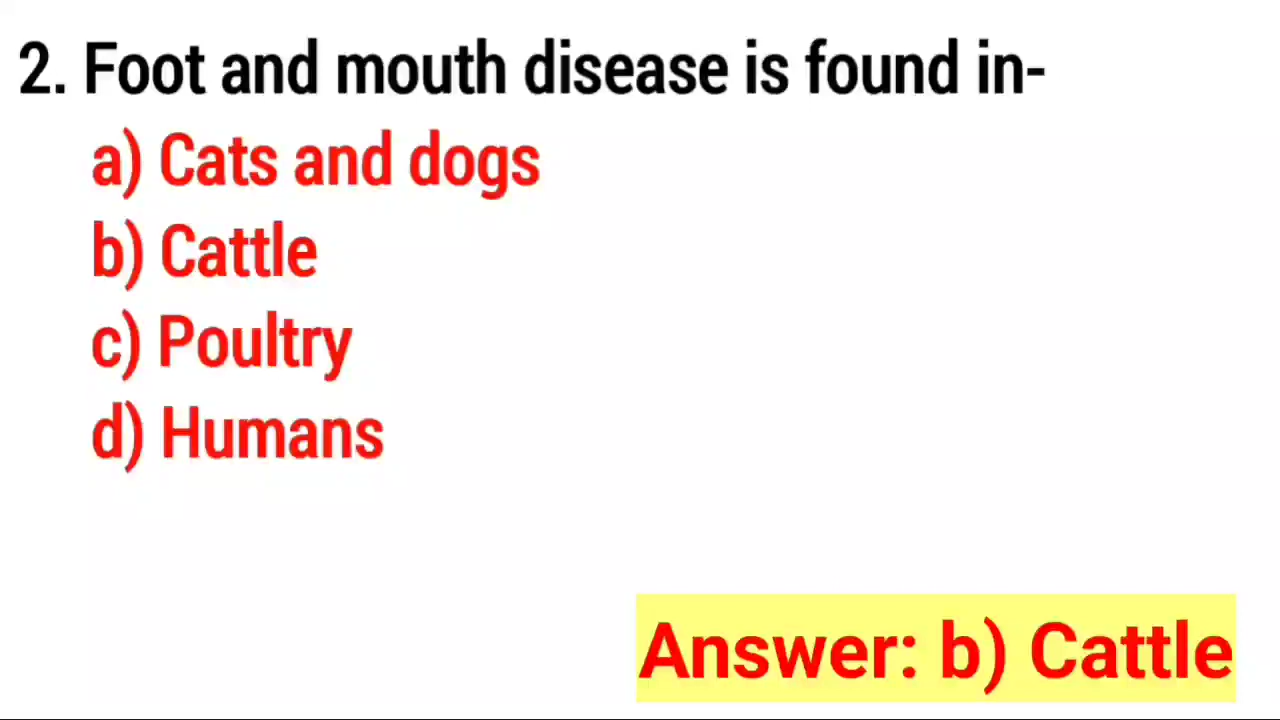 2. Foot and mouth disease is found in-
a) Cats and dogs
b) Cattle
c) Poultry
d) Humans
Answer: b) Cattle